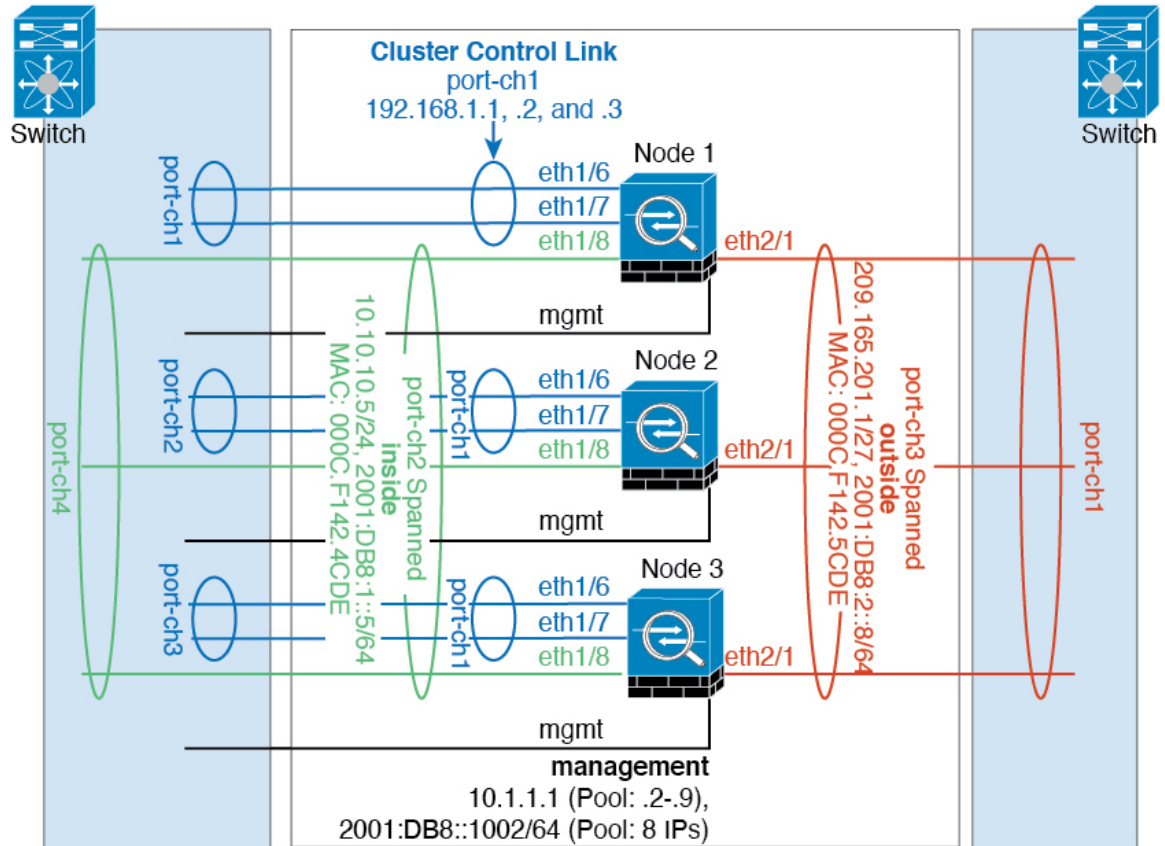 Switch
Switch
Cluster Control Link
port-ch1
192.168.1.1, .2, and .3
Node 1
port-ch1
eth1/6
eth1/7
eth1/8
eth2/1
mgmt
Node 2
port-ch2
port-ch1
eth1/6
eth1/7
eth1/8
eth2/1
mgmt
port-ch4
port-ch2 Spanned
inside
10.10.10.5/24, 2001:DB8:1::5/64
MAC: 000C.F142.4CDE
port-ch3 Spanned
outside
209.165.201.1/27, 2001:DB8:2::8/64
MAC: 000C.F142.5CDE
port-ch1
Node 3
port-ch3
port-ch1
eth1/6
eth1/7
eth1/8
eth2/1
mgmt
management
10.1.1.1 (Pool: .2-.9),
2001:DB8::1002/64 (Pool: 8 IPs)